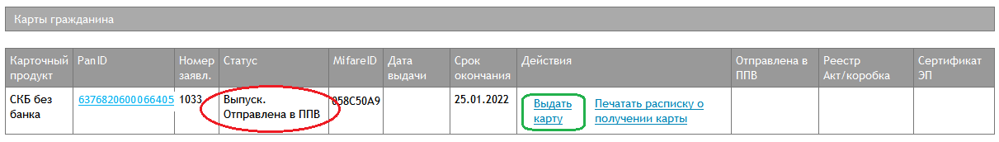 Карты гражданина
Карточный продукт PanID Номер заявл. Статус MifareID Дата выдачи Срок окончания Действия Отправлена в ППВ Реестр Акт/коробка Сертификат ЭП
СКБ без банка 6376820600066405 1033 Выпуск. Отправлена в ППВ 058C50A9 25.01.2022 Выдать карту Печатать расписку о получении карты